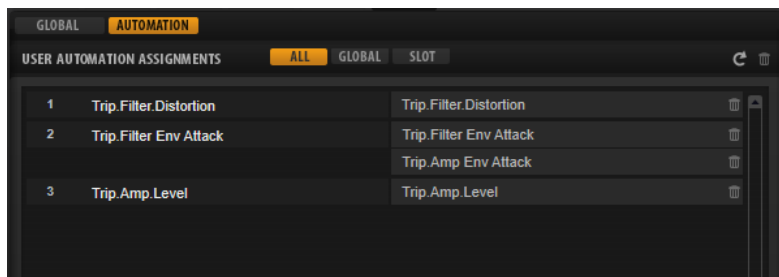 GLOBAL AUTOMATION
USER AUTOMATION ASSIGNMENTS ALL GLOBAL SLOT
1 Trip.Filter.Distortion Trip.Filter.Distortion
2 Trip.Filter Env Attack Trip.Filter Env Attack
Trip.Amp Env Attack
3 Trip.Amp.Level Trip.Amp.Level